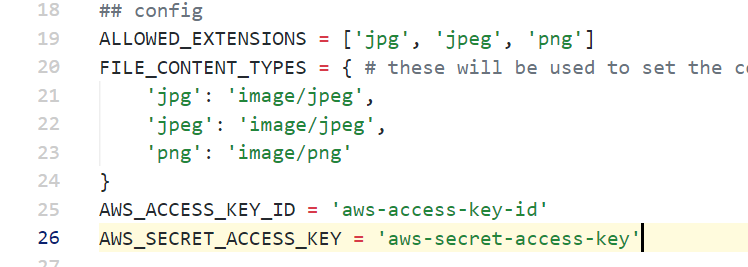 18 ## config
19 ALLOWED_EXTENSIONS = ['jpg', 'jpeg', 'png']
20 FILE_CONTENT_TYPES = { # these will be used to set the
21 'jpg': 'image/jpeg',
22 'jpeg': 'image/jpeg',
23 'png': 'image/png'
24 }
25 AWS_ACCESS_KEY_ID = 'aws-access-key-id'
26 AWS_SECRET_ACCESS_KEY = 'aws-secret-access-key'
27